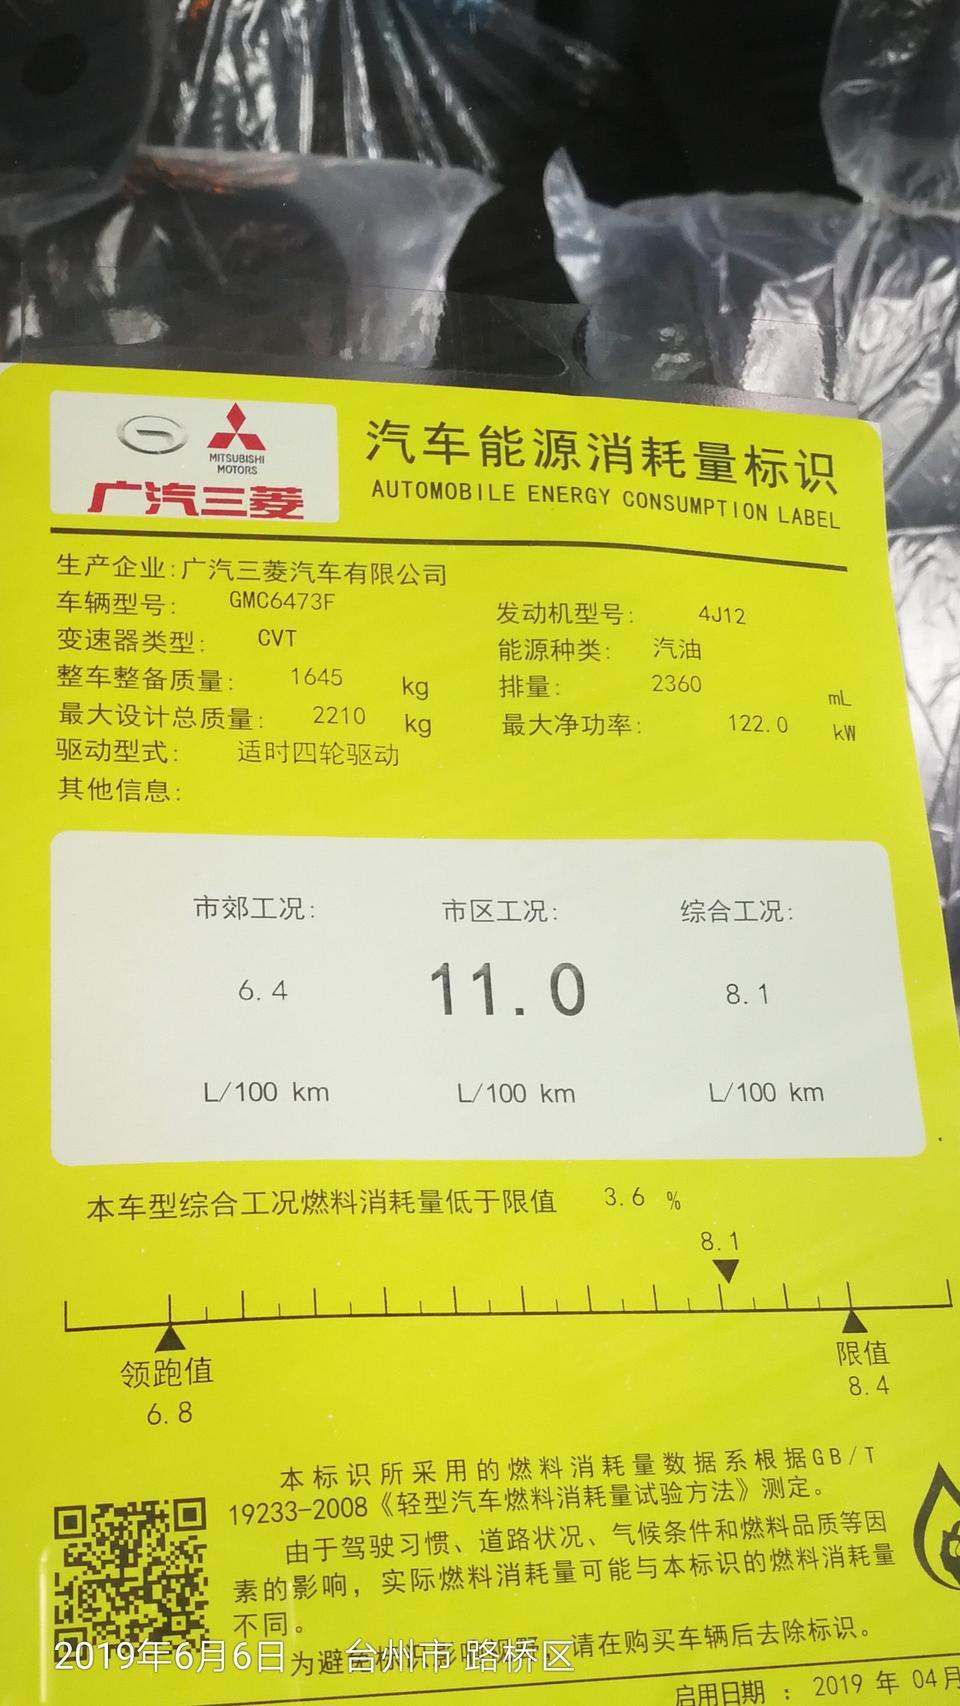 MITSUBISHI
MOTORS
广汽三菱
汽车能源消耗量标识
AUTOMOBILE ENERGY CONSUMPTION LABEL
生产企业:广汽三菱汽车有限公司
车辆型号: GMC6473F
发动机型号: 4J12
变速器类型: CVT
能源种类: 汽油
整车整备质量: 1645 kg
排量: 2360 mL
最大设计总质量: 2210 kg
最大净功率: 122.0 kW
驱动型式: 适时四轮驱动
其他信息:
市郊工况: 市区工况: 综合工况:
6.4 11.0 8.1
L/100 km L/100 km L/100 km
本车型综合工况燃料消耗量低于限值 3.6 %
8.1
领跑值 限值
6.8 8.4
本标识所采用的燃料消耗量数据系根据GB/T
19233-2008《轻型汽车燃料消耗量试验方法》测定。
由于驾驶习惯、道路状况、气候条件和燃料品质等因
素的影响，实际燃料消耗量可能与本标识的燃料消耗量
不同。
为避免标识影响视野，请在购买车辆后去除标识。
2019年6月6日 台州市 路桥区
启用日期 : 2019 年 04月